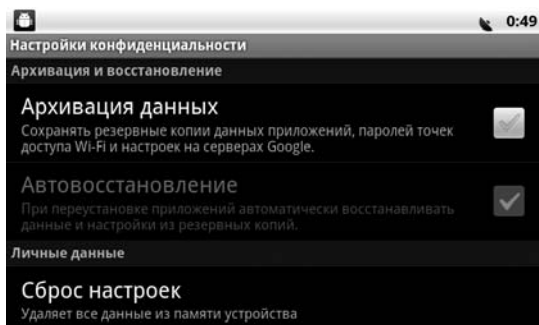 0:49
Настройки конфиденциальности
Архивация и восстановление
Архивация данных
Сохранять резервные копии данных приложений, паролей точек
доступа Wi-Fi и настроек на серверах Google.
Автовосстановление
При переустановке приложений автоматически восстанавливать
данные и настройки из резервных копий.
Личные данные
Сброс настроек
Удаляет все данные из памяти устройства